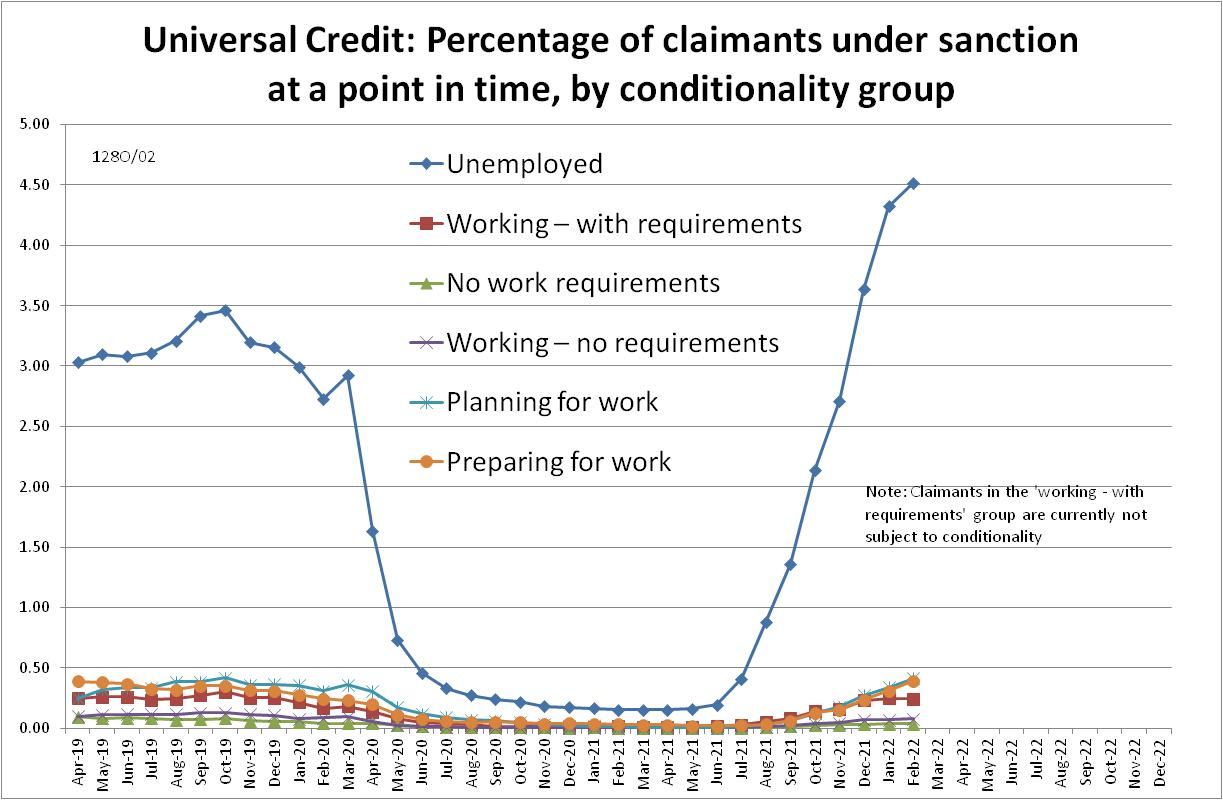 Universal Credit: Percentage of claimants under sanction
at a point in time, by conditionality group
5.00
4.50
4.00
3.50
3.00
2.50
2.00
1.50
1.00
0.50
0.00
128O/02
Unemployed
Working – with requirements
No work requirements
Working – no requirements
Planning for work
Preparing for work
Note: Claimants in the 'working - with
requirements' group are currently not
subject to conditionality
Apr-19
May-19
Jun-19
Jul-19
Aug-19
Sep-19
Oct-19
Nov-19
Dec-19
Jan-20
Feb-20
Mar-20
Apr-20
May-20
Jun-20
Jul-20
Aug-20
Sep-20
Oct-20
Nov-20
Dec-20
Jan-21
Feb-21
Mar-21
Apr-21
May-21
Jun-21
Jul-21
Aug-21
Sep-21
Oct-21
Nov-21
Dec-21
Jan-22
Feb-22
Mar-22
Apr-22
May-22
Jun-22
Jul-22
Aug-22
Sep-22
Oct-22
Nov-22
Dec-22